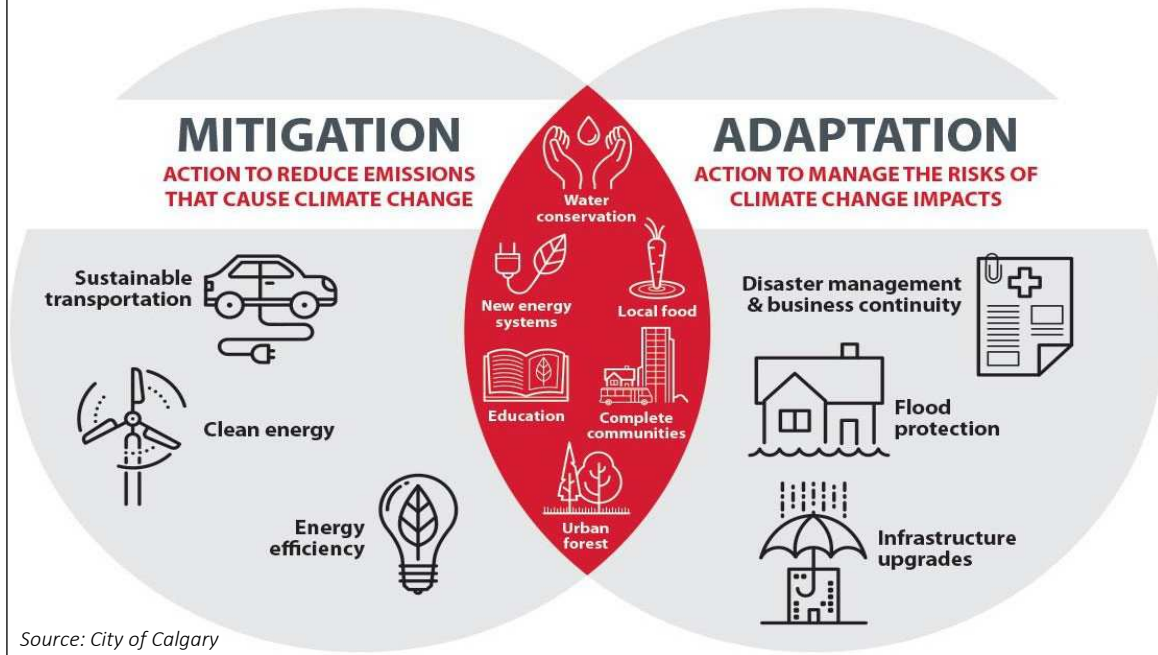 MITIGATION
ACTION TO REDUCE EMISSIONS
THAT CAUSE CLIMATE CHANGE
Sustainable
transportation
Clean energy
Energy
efficiency
Water
conservation
New energy
systems
Local food
Education
Complete
communities
Urban
forest
ADAPTATION
ACTION TO MANAGE THE RISKS OF
CLIMATE CHANGE IMPACTS
Disaster management
& business continuity
Flood
protection
Infrastructure
upgrades
Source: City of Calgary